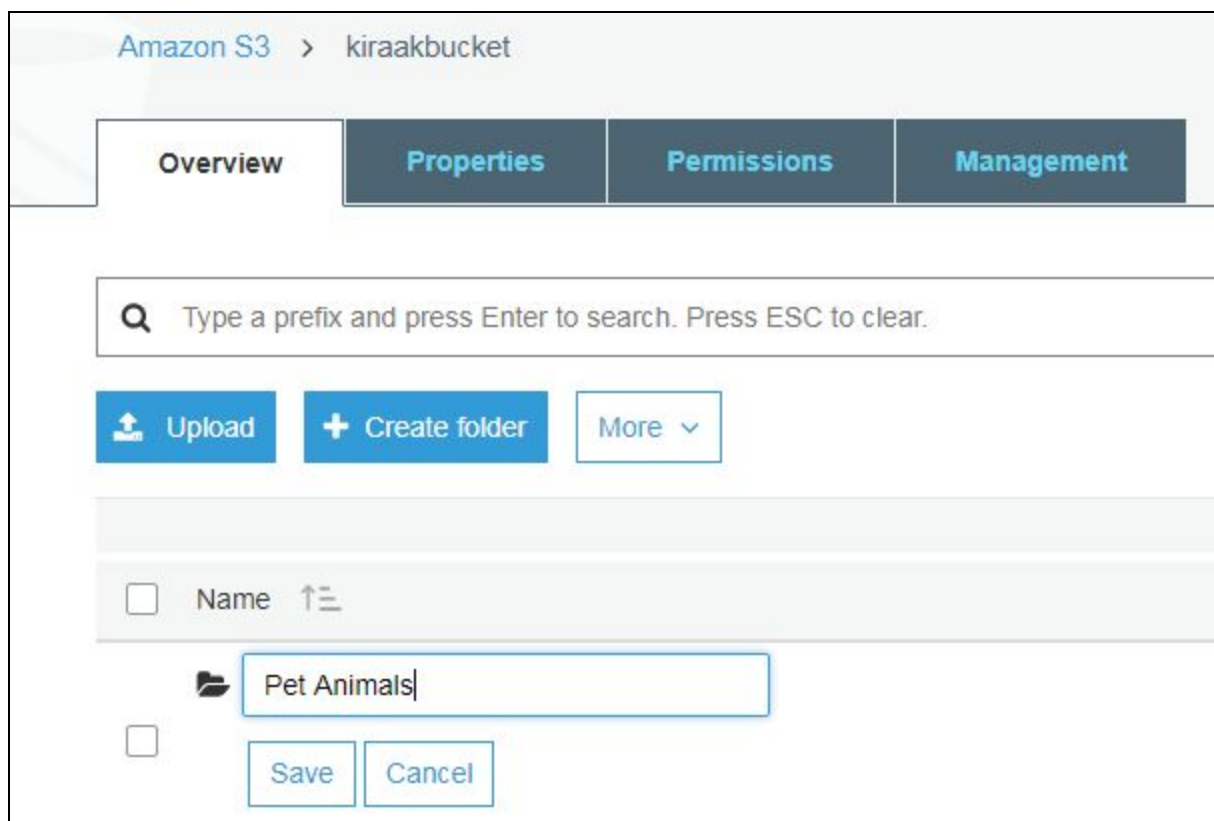 Amazon S3 > kiraakbucket
Overview Properties Permissions Management
Type a prefix and press Enter to search. Press ESC to clear.
Upload + Create folder More
Name
Pet Animals
Save Cancel